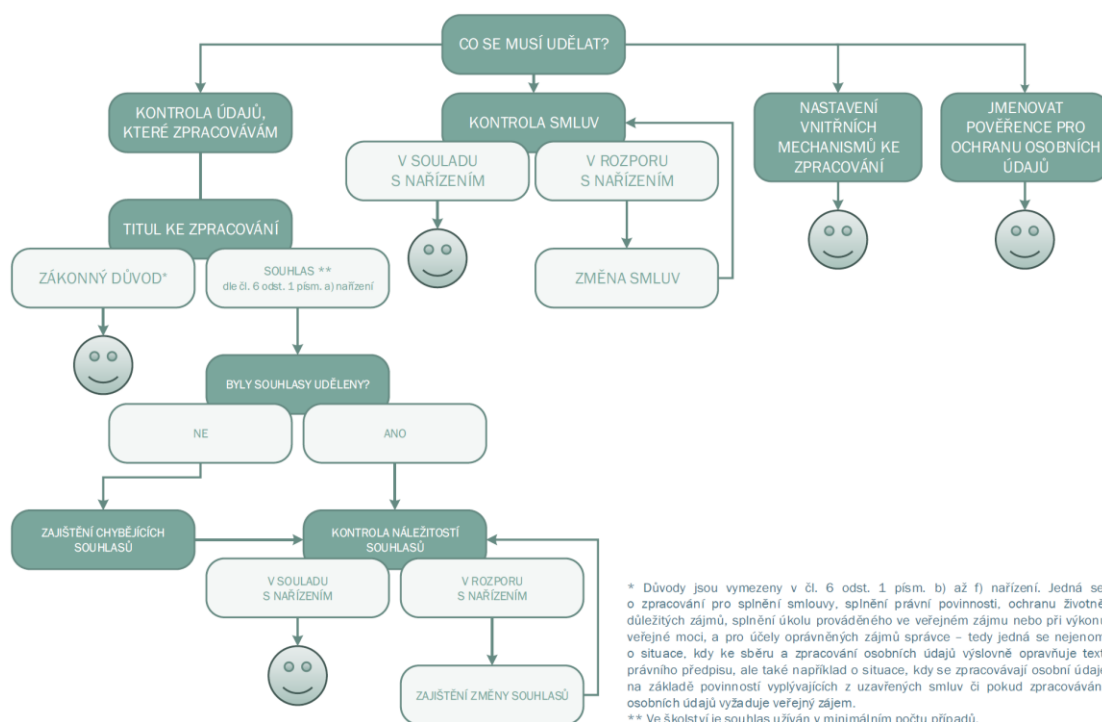 CO SE MUSÍ UDĚLAT?
KONTROLA ÚDAJŮ,
KTERÉ ZPRACOVÁVÁM
KONTROLA SMLUV
NASTAVENÍ
VNITŘNÍCH
MECHANISMŮ KE
ZPRACOVÁNÍ
JMENOVAT
POVĚŘENCE PRO
OCHRANU OSOBNÍCH
ÚDAJŮ
V SOULADU
S NAŘÍZENÍM
V ROZPORU
S NAŘÍZENÍM
TITUL KE ZPRACOVÁNÍ
ZÁKONNÝ DŮVOD*
SOUHLAS **
dle čl. 6 odst. 1 písm. a) nařízení
ZMĚNA SMLUV
BYLY SOUHLASY UDĚLENY?
NE
ANO
ZAJIŠTĚNÍ CHYBĚJÍCÍCH
SOUHLASŮ
KONTROLA NÁLEŽITOSTÍ
SOUHLASŮ
V SOULADU
S NAŘÍZENÍM
V ROZPORU
S NAŘÍZENÍM
ZAJIŠTĚNÍ ZMĚNY SOUHLASŮ
* Důvody jsou vymezeny v čl. 6 odst. 1 písm. b) až f) nařízení. Jedná se
o zpracování pro splnění smlouvy, splnění právní povinnosti, ochranu životně
důležitých zájmů, splnění úkolu prováděného ve veřejném zájmu nebo při výkonu
veřejné moci, a pro účely oprávněných zájmů správce – tedy jedná se nejenom
o situace, kdy ke sběru a zpracování osobních údajů výslovně opravňuje text
právního předpisu, ale také například o situace, kdy se zpracovávají osobní údaje
na základě povinností vyplývajících z uzavřených smluv či pokud zpracování
osobních údajů vyžaduje veřejný zájem.
** Ve školství je souhlas užíván v minimálním počtu případů.